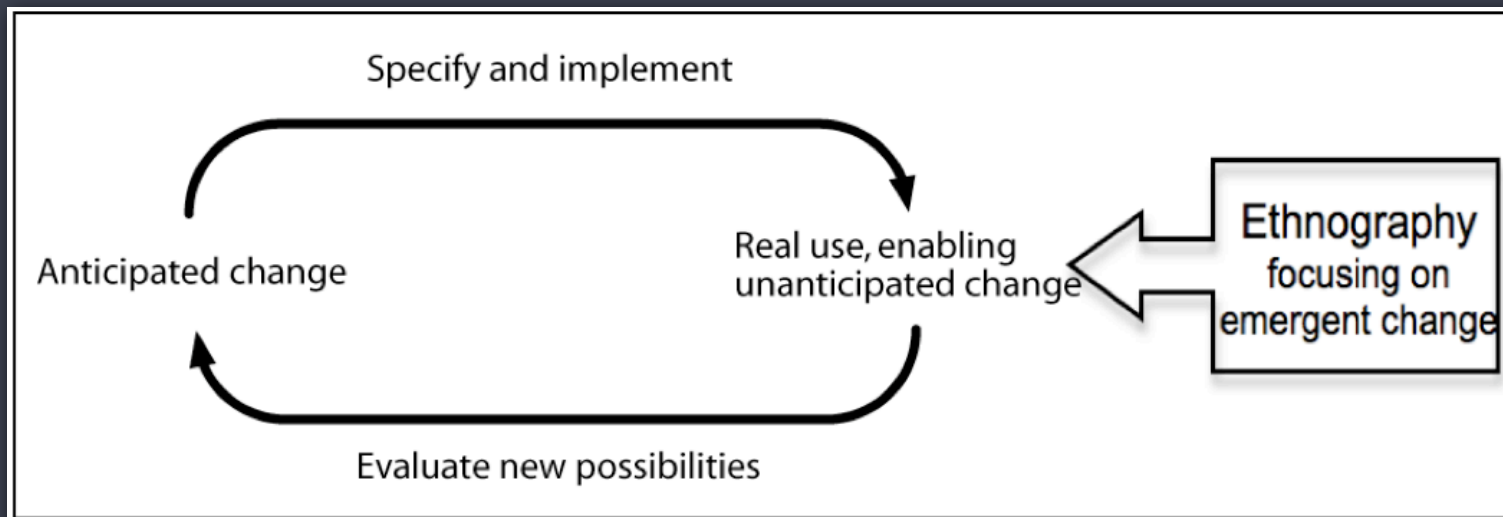 Specify and implement
Anticipated change
Real use, enabling
unanticipated change
Ethnography
focusing on
emergent change
Evaluate new possibilities